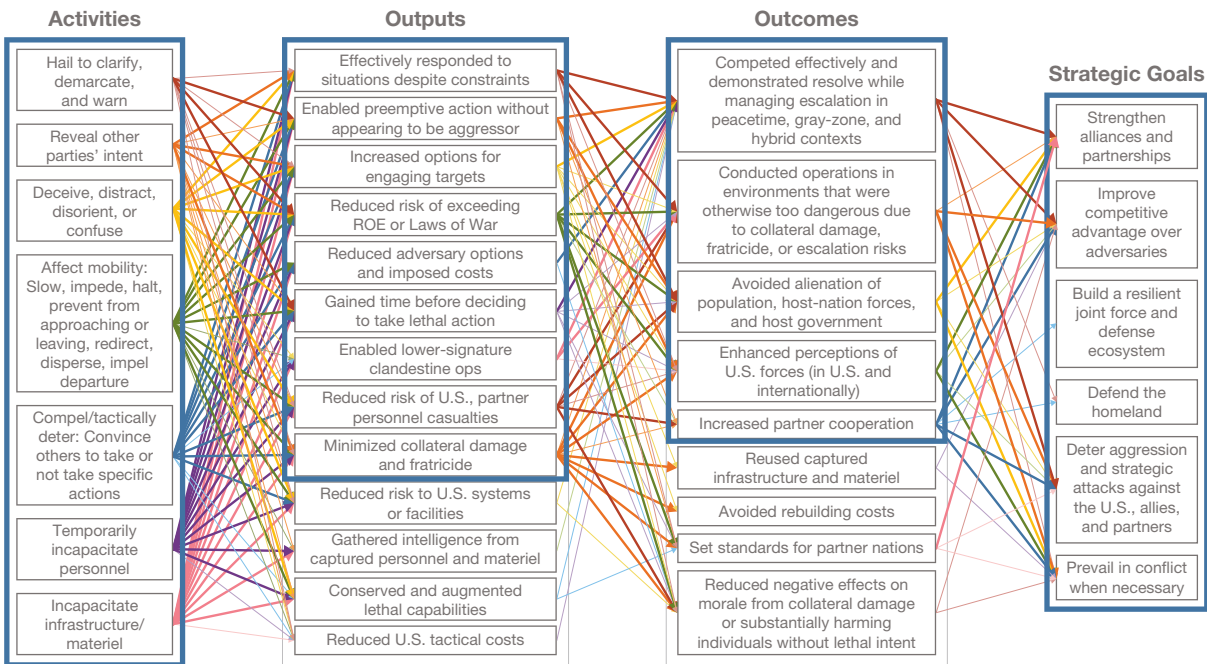 Activities
Hail to clarify,
demarcate,
and warn
Reveal other
parties' intent
Deceive, distract,
disorient, or
confuse
Affect mobility:
Slow, impede, halt,
prevent from
approaching or
leaving, redirect,
disperse, impel
departure
Compel/tactically
deter: Convince
others to take or
not take specific
actions
Temporarily
incapacitate
personnel
Incapacitate
infrastructure/
materiel
Outputs
Effectively responded to
situations despite constraints
Enabled preemptive action without
appearing to be aggressor
Increased options for
engaging targets
Reduced risk of exceeding
ROE or Laws of War
Reduced adversary options
and imposed costs
Gained time before deciding
to take lethal action
Enabled lower-signature
clandestine ops
Reduced risk of U.S., partner
personnel casualties
Minimized collateral damage
and fratricide
Reduced risk to U.S. systems
or facilities
Gathered intelligence from
captured personnel and materiel
Conserved and augmented
lethal capabilities
Reduced U.S. tactical costs
Outcomes
Competed effectively and
demonstrated resolve while
managing escalation in
peacetime, gray-zone, and
hybrid contexts
Conducted operations in
environments that were
otherwise too dangerous due
to collateral damage,
fratricide, or escalation risks
Avoided alienation of
population, host-nation forces,
and host government
Enhanced perceptions of
U.S. forces (in U.S. and
internationally)
Increased partner cooperation
Reused captured
infrastructure and materiel
Avoided rebuilding costs
Set standards for partner nations
Reduced negative effects on
morale from collateral damage
or substantially harming
individuals without lethal intent
Strategic Goals
Strengthen
alliances and
partnerships
Improve
competitive
advantage over
adversaries
Build a resilient
joint force and
defense
ecosystem
Defend the
homeland
Deter aggression
and strategic
attacks against
the U.S., allies,
and partners
Prevail in conflict
when necessary